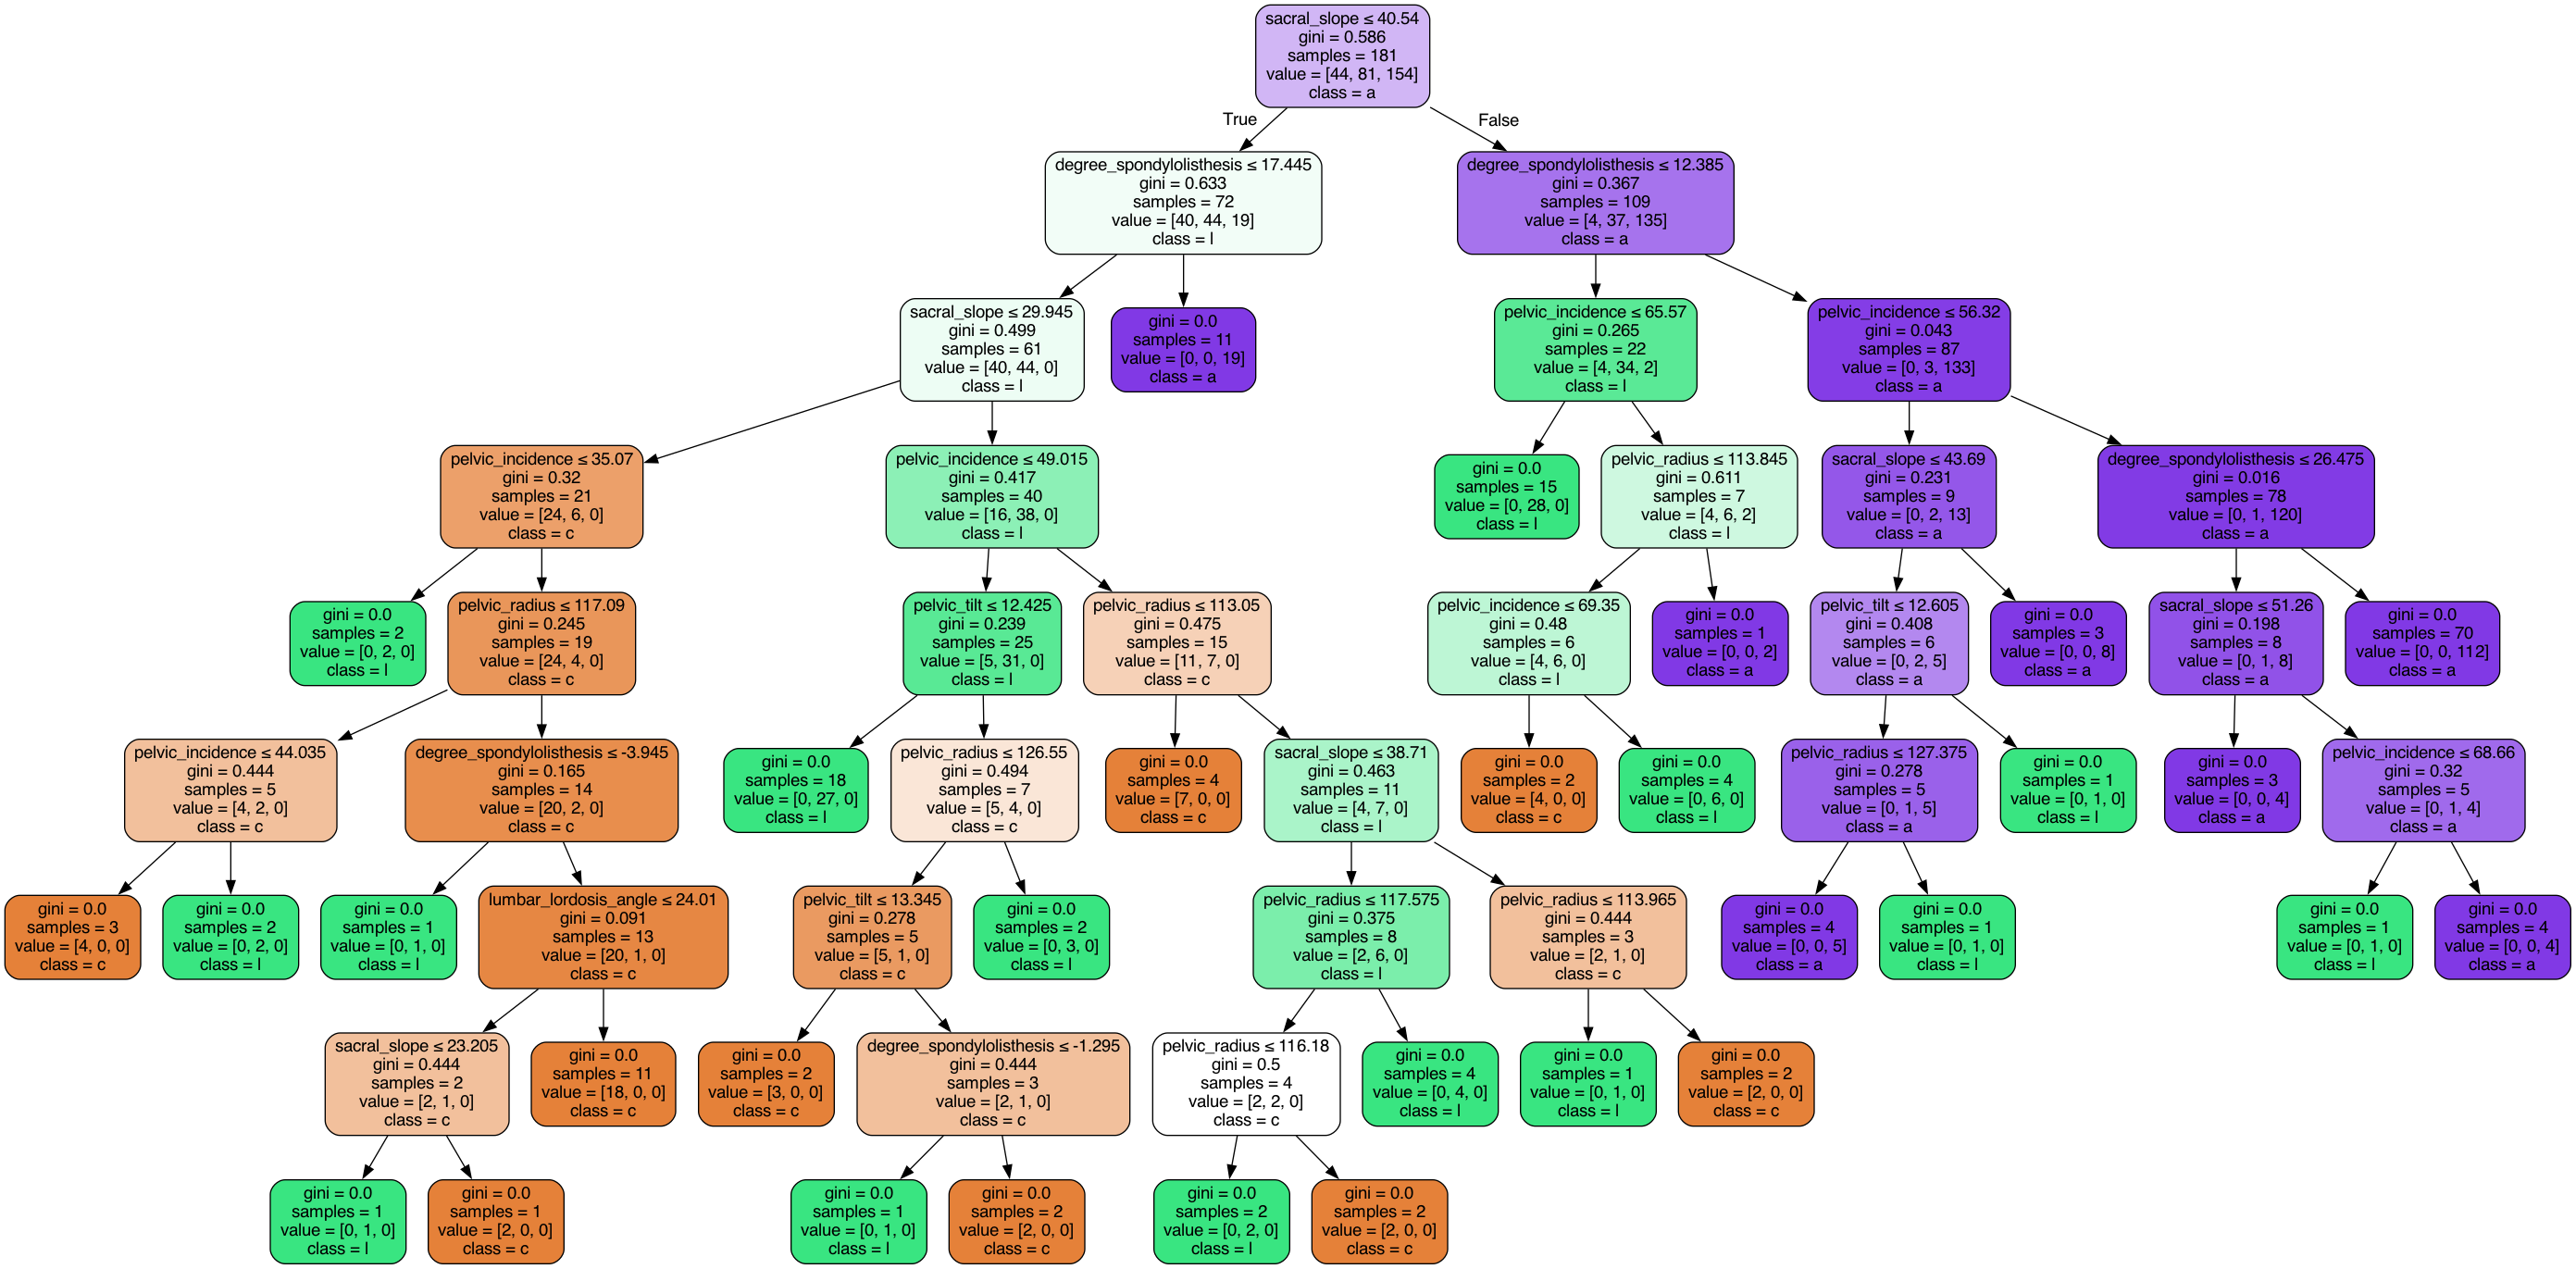 sacral_slope ≤ 40.54
gini = 0.586
samples = 181
value = [44, 81, 154]
class = a
True
False
degree_spondylolisthesis ≤ 17.445
gini = 0.633
samples = 72
value = [40, 44, 19]
class = l
degree_spondylolisthesis ≤ 12.385
gini = 0.367
samples = 109
value = [4, 37, 135]
class = a
sacral_slope ≤ 29.945
gini = 0.499
samples = 61
value = [40, 44, 0]
class = l
gini = 0.0
samples = 11
value = [0, 0, 19]
class = a
pelvic_incidence ≤ 65.57
gini = 0.265
samples = 22
value = [4, 34, 2]
class = l
pelvic_incidence ≤ 56.32
gini = 0.043
samples = 87
value = [0, 3, 133]
class = a
pelvic_incidence ≤ 35.07
gini = 0.32
samples = 21
value = [24, 6, 0]
class = c
pelvic_incidence ≤ 49.015
gini = 0.417
samples = 40
value = [16, 38, 0]
class = l
gini = 0.0
samples = 15
value = [0, 28, 0]
class = l
pelvic_radius ≤ 113.845
gini = 0.611
samples = 7
value = [4, 6, 2]
class = l
sacral_slope ≤ 43.69
gini = 0.231
samples = 9
value = [0, 2, 13]
class = a
degree_spondylolisthesis ≤ 26.475
gini = 0.016
samples = 78
value = [0, 1, 120]
class = a
gini = 0.0
samples = 2
value = [0, 2, 0]
class = l
pelvic_radius ≤ 117.09
gini = 0.245
samples = 19
value = [24, 4, 0]
class = c
pelvic_tilt ≤ 12.425
gini = 0.239
samples = 25
value = [5, 31, 0]
class = l
pelvic_radius ≤ 113.05
gini = 0.475
samples = 15
value = [11, 7, 0]
class = c
pelvic_incidence ≤ 69.35
gini = 0.48
samples = 6
value = [4, 6, 0]
class = l
gini = 0.0
samples = 1
value = [0, 0, 2]
class = a
pelvic_tilt ≤ 12.605
gini = 0.408
samples = 6
value = [0, 2, 5]
class = a
gini = 0.0
samples = 3
value = [0, 0, 8]
class = a
sacral_slope ≤ 51.26
gini = 0.198
samples = 8
value = [0, 1, 8]
class = a
gini = 0.0
samples = 70
value = [0, 0, 112]
class = a
pelvic_incidence ≤ 44.035
gini = 0.444
samples = 5
value = [4, 2, 0]
class = c
degree_spondylolisthesis ≤ -3.945
gini = 0.165
samples = 14
value = [20, 2, 0]
class = c
gini = 0.0
samples = 18
value = [0, 27, 0]
class = l
pelvic_radius ≤ 126.55
gini = 0.494
samples = 7
value = [5, 4, 0]
class = c
gini = 0.0
samples = 4
value = [7, 0, 0]
class = c
sacral_slope ≤ 38.71
gini = 0.463
samples = 11
value = [4, 7, 0]
class = l
gini = 0.0
samples = 2
value = [4, 0, 0]
class = c
gini = 0.0
samples = 4
value = [0, 6, 0]
class = l
pelvic_radius ≤ 127.375
gini = 0.278
samples = 5
value = [0, 1, 5]
class = a
gini = 0.0
samples = 1
value = [0, 1, 0]
class = l
gini = 0.0
samples = 3
value = [0, 0, 4]
class = a
pelvic_incidence ≤ 68.66
gini = 0.32
samples = 5
value = [0, 1, 4]
class = a
gini = 0.0
samples = 3
value = [4, 0, 0]
class = c
gini = 0.0
samples = 2
value = [0, 2, 0]
class = l
gini = 0.0
samples = 1
value = [0, 1, 0]
class = l
lumbar_lordosis_angle ≤ 24.01
gini = 0.091
samples = 13
value = [20, 1, 0]
class = c
pelvic_tilt ≤ 13.345
gini = 0.278
samples = 5
value = [5, 1, 0]
class = c
gini = 0.0
samples = 2
value = [0, 3, 0]
class = l
pelvic_radius ≤ 117.575
gini = 0.375
samples = 8
value = [2, 6, 0]
class = l
pelvic_radius ≤ 113.965
gini = 0.444
samples = 3
value = [2, 1, 0]
class = c
gini = 0.0
samples = 4
value = [0, 0, 5]
class = a
gini = 0.0
samples = 1
value = [0, 1, 0]
class = l
gini = 0.0
samples = 1
value = [0, 1, 0]
class = l
gini = 0.0
samples = 4
value = [0, 0, 4]
class = a
sacral_slope ≤ 23.205
gini = 0.444
samples = 2
value = [2, 1, 0]
class = c
gini = 0.0
samples = 11
value = [18, 0, 0]
class = c
gini = 0.0
samples = 2
value = [3, 0, 0]
class = c
degree_spondylolisthesis ≤ -1.295
gini = 0.444
samples = 3
value = [2, 1, 0]
class = c
pelvic_radius ≤ 116.18
gini = 0.5
samples = 4
value = [2, 2, 0]
class = c
gini = 0.0
samples = 4
value = [0, 4, 0]
class = l
gini = 0.0
samples = 1
value = [0, 1, 0]
class = l
gini = 0.0
samples = 2
value = [2, 0, 0]
class = c
gini = 0.0
samples = 1
value = [0, 1, 0]
class = l
gini = 0.0
samples = 1
value = [2, 0, 0]
class = c
gini = 0.0
samples = 1
value = [0, 1, 0]
class = l
gini = 0.0
samples = 2
value = [2, 0, 0]
class = c
gini = 0.0
samples = 2
value = [0, 2, 0]
class = l
gini = 0.0
samples = 2
value = [2, 0, 0]
class = c